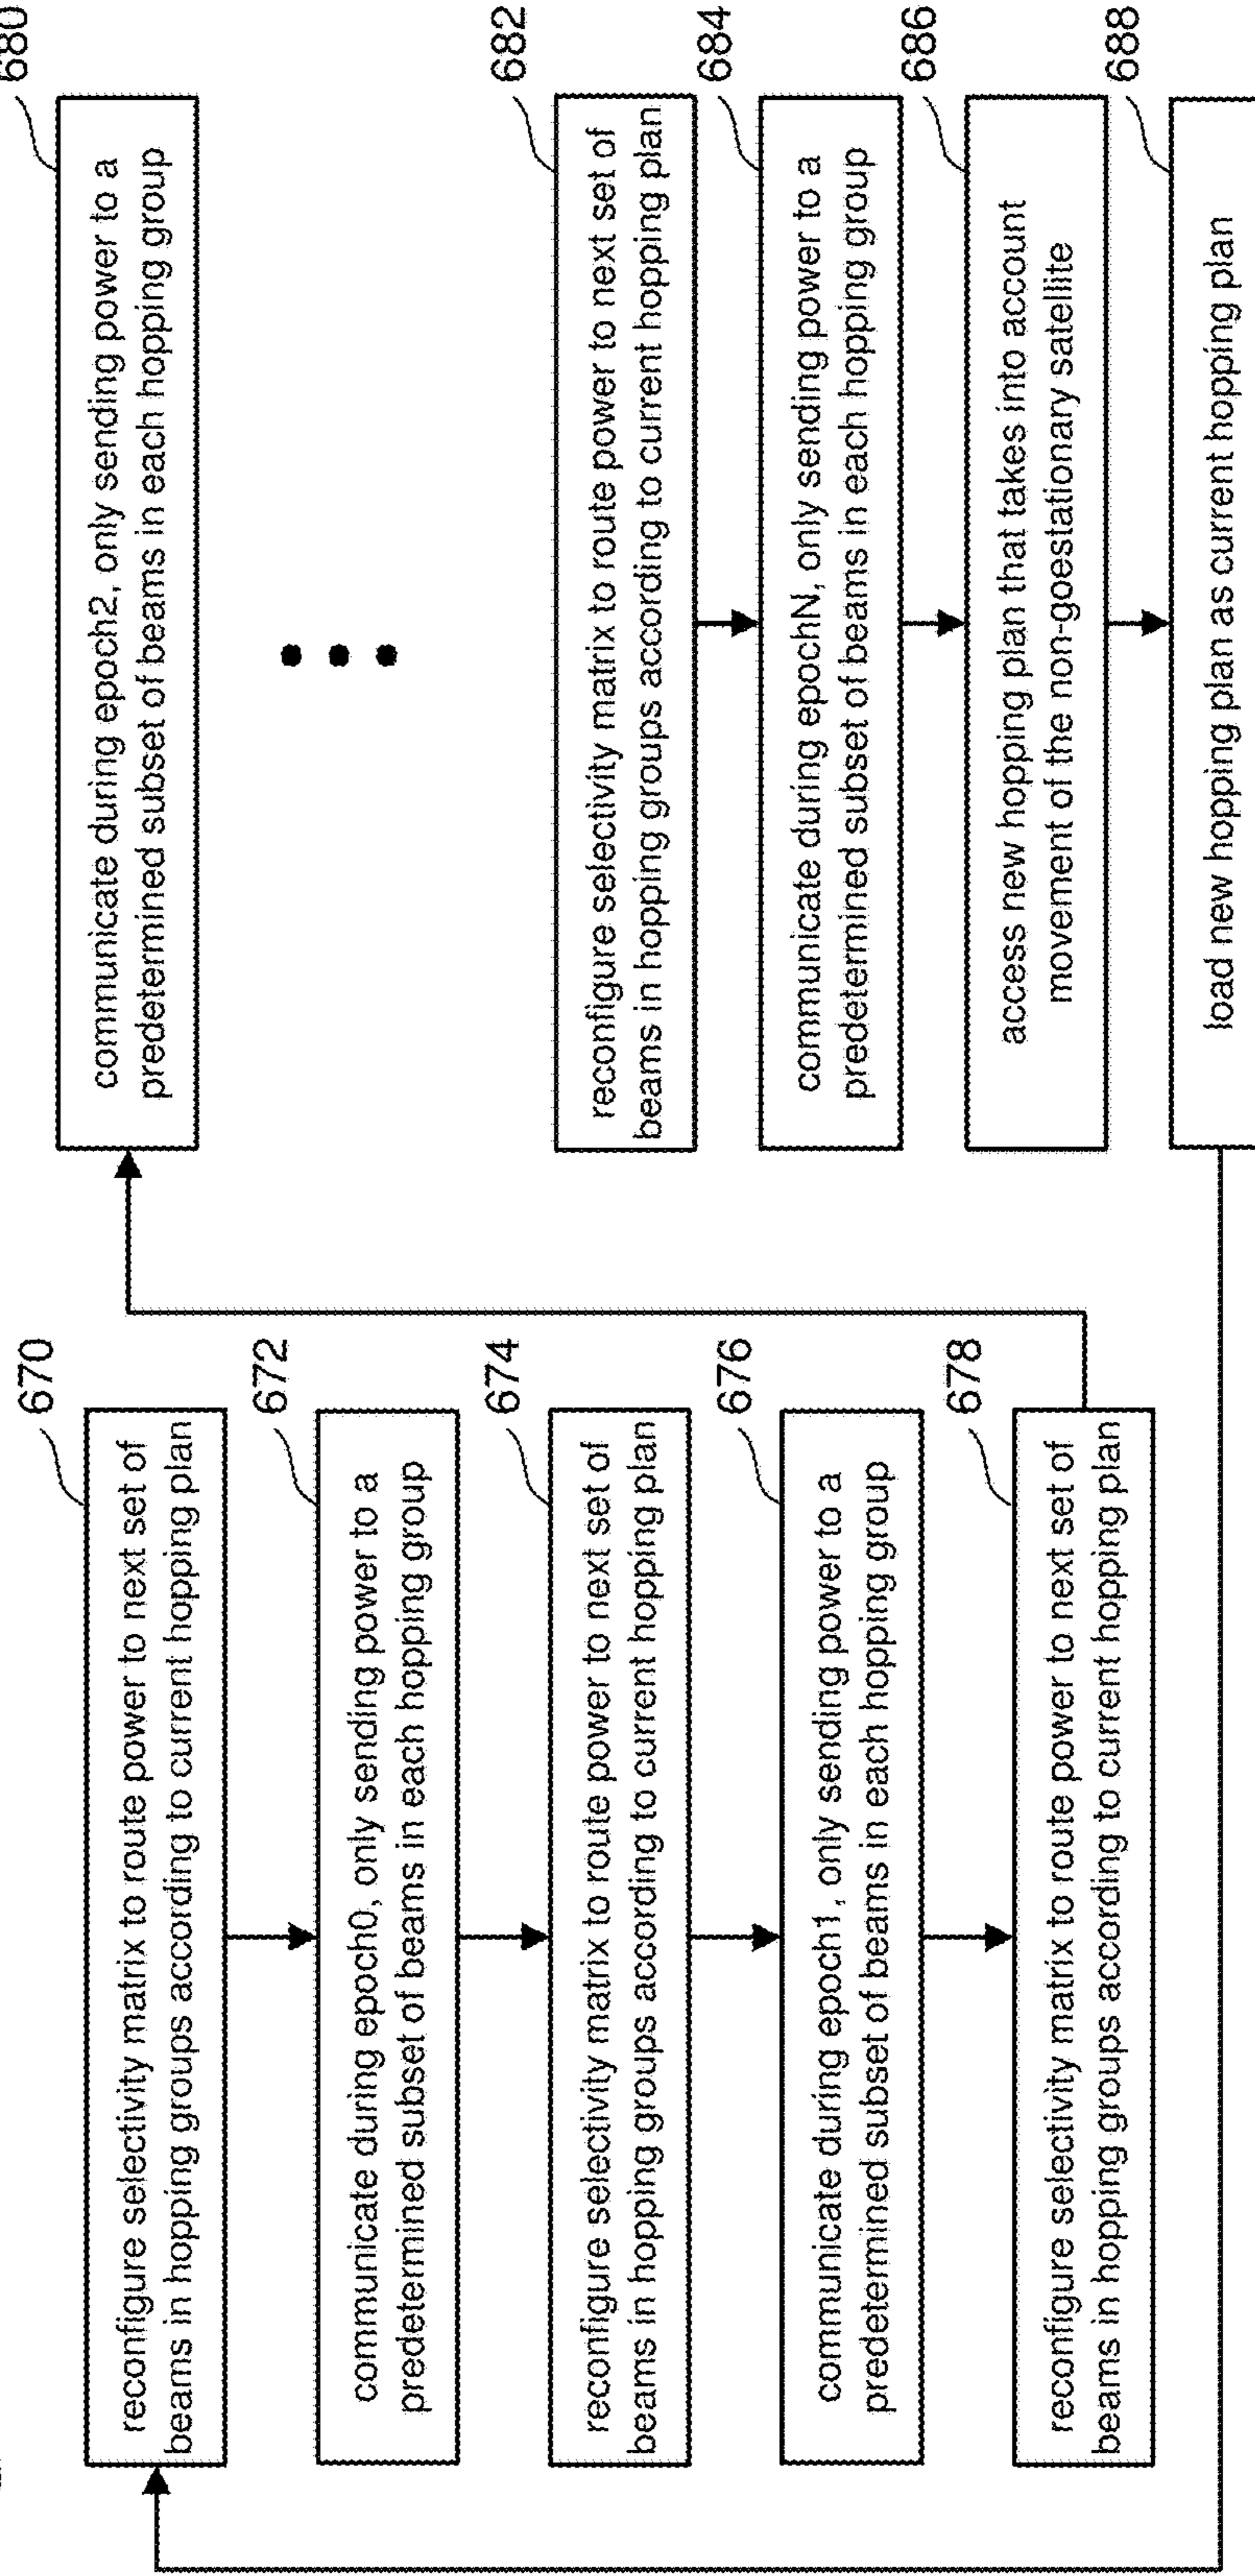 670
reconfigure selectivity matrix to route power to next set of
beams in hopping groups according to current hopping plan
672
communicate during epoch0, only sending power to a
predetermined subset of beams in each hopping group
674
reconfigure selectivity matrix to route power to next set of
beams in hopping groups according to current hopping plan
676
communicate during epoch1, only sending power to a
predetermined subset of beams in each hopping group
678
reconfigure selectivity matrix to route power to next set of
beams in hopping groups according to current hopping plan
680
communicate during epoch2, only sending power to a
predetermined subset of beams in each hopping group
682
reconfigure selectivity matrix to route power to next set of
beams in hopping groups according to current hopping plan
684
communicate during epochN, only sending power to a
predetermined subset of beams in each hopping group
686
access new hopping plan that takes into account
movement of the non-goestationary satellite
688
load new hopping plan as current hopping plan